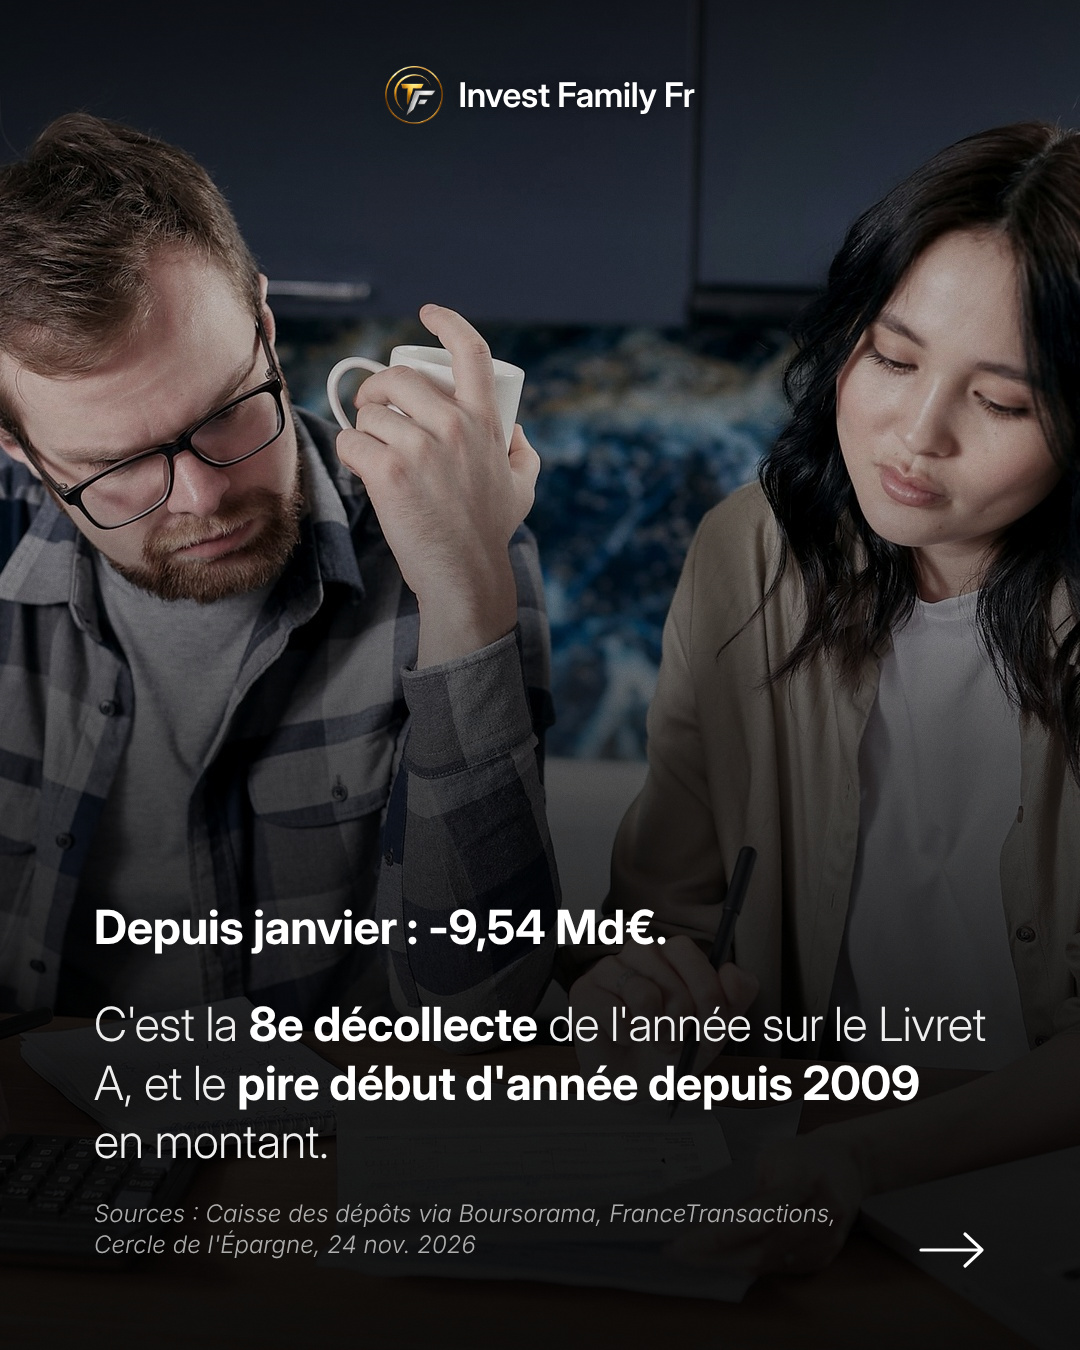 Invest Family Fr
Depuis janvier : -9,54 Md€.
C'est la 8e décollecte de l'année sur le Livret
A, et le pire début d'année depuis 2009
en montant.
Sources : Caisse des dépôts via Boursorama, FranceTransactions,
Cercle de l'Épargne, 24 nov. 2026